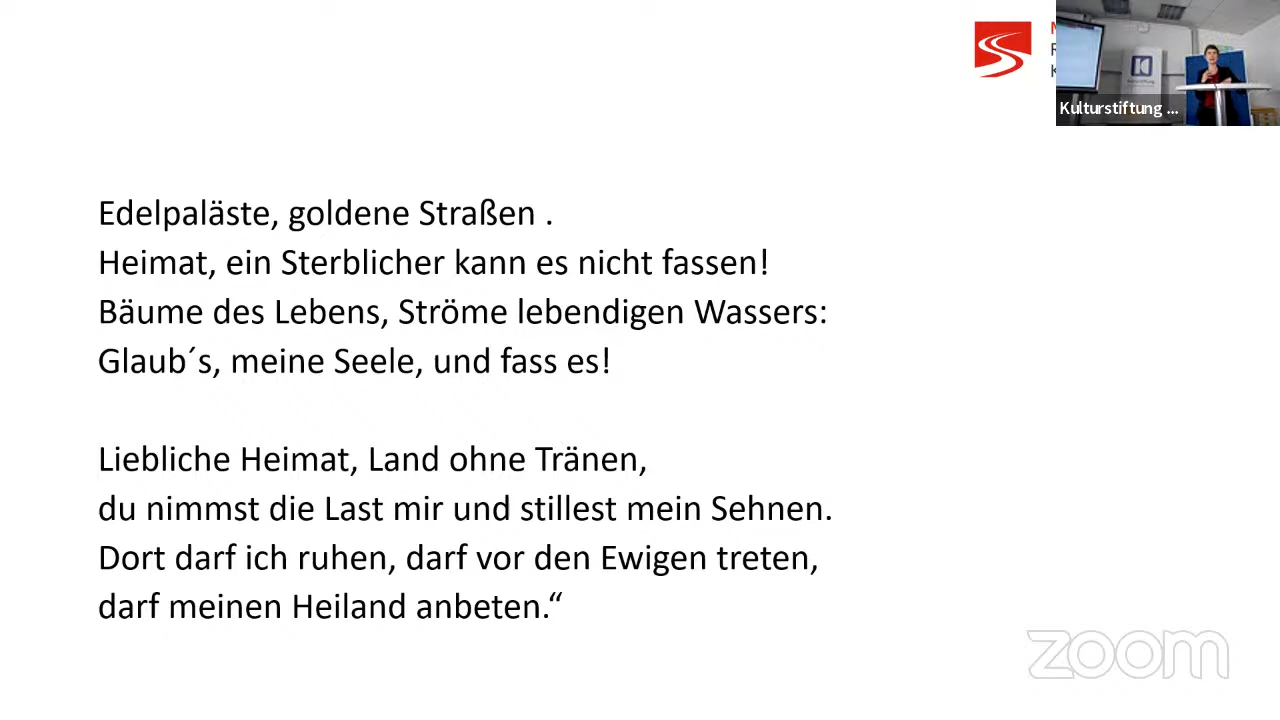 Edelpaläste, goldene Straßen .
Heimat, ein Sterblicher kann es nicht fassen!
Bäume des Lebens, Ströme lebendigen Wassers:
Glaub´s, meine Seele, und fass es!
Liebliche Heimat, Land ohne Tränen,
du nimmst die Last mir und stillest mein Sehnen.
Dort darf ich ruhen, darf vor den Ewigen treten,
darf meinen Heiland anbeten.“
Kulturstiftung ...
zoom